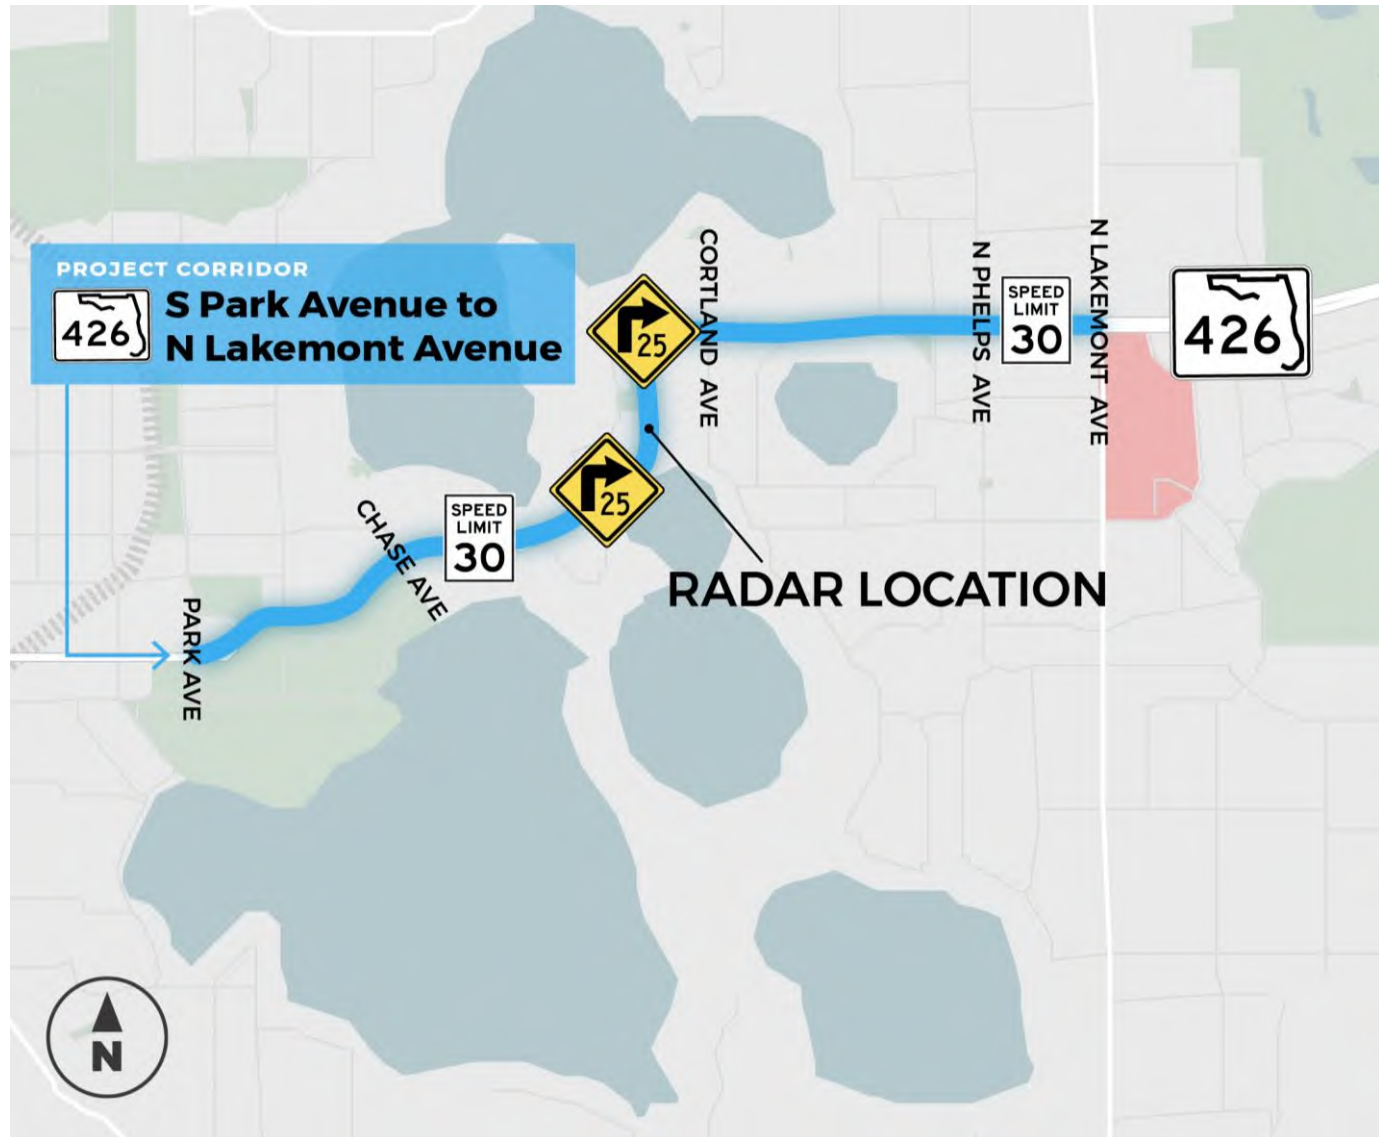 PROJECT CORRIDOR
426
S Park Avenue to
N Lakemont Avenue
CORTLAND AVE
N PHELPS AVE
N LAKEMONT AVE
SPEED
LIMIT
30
426
25
25
SPEED
LIMIT
30
CHASE AVE
RADAR LOCATION
PARK AVE
N